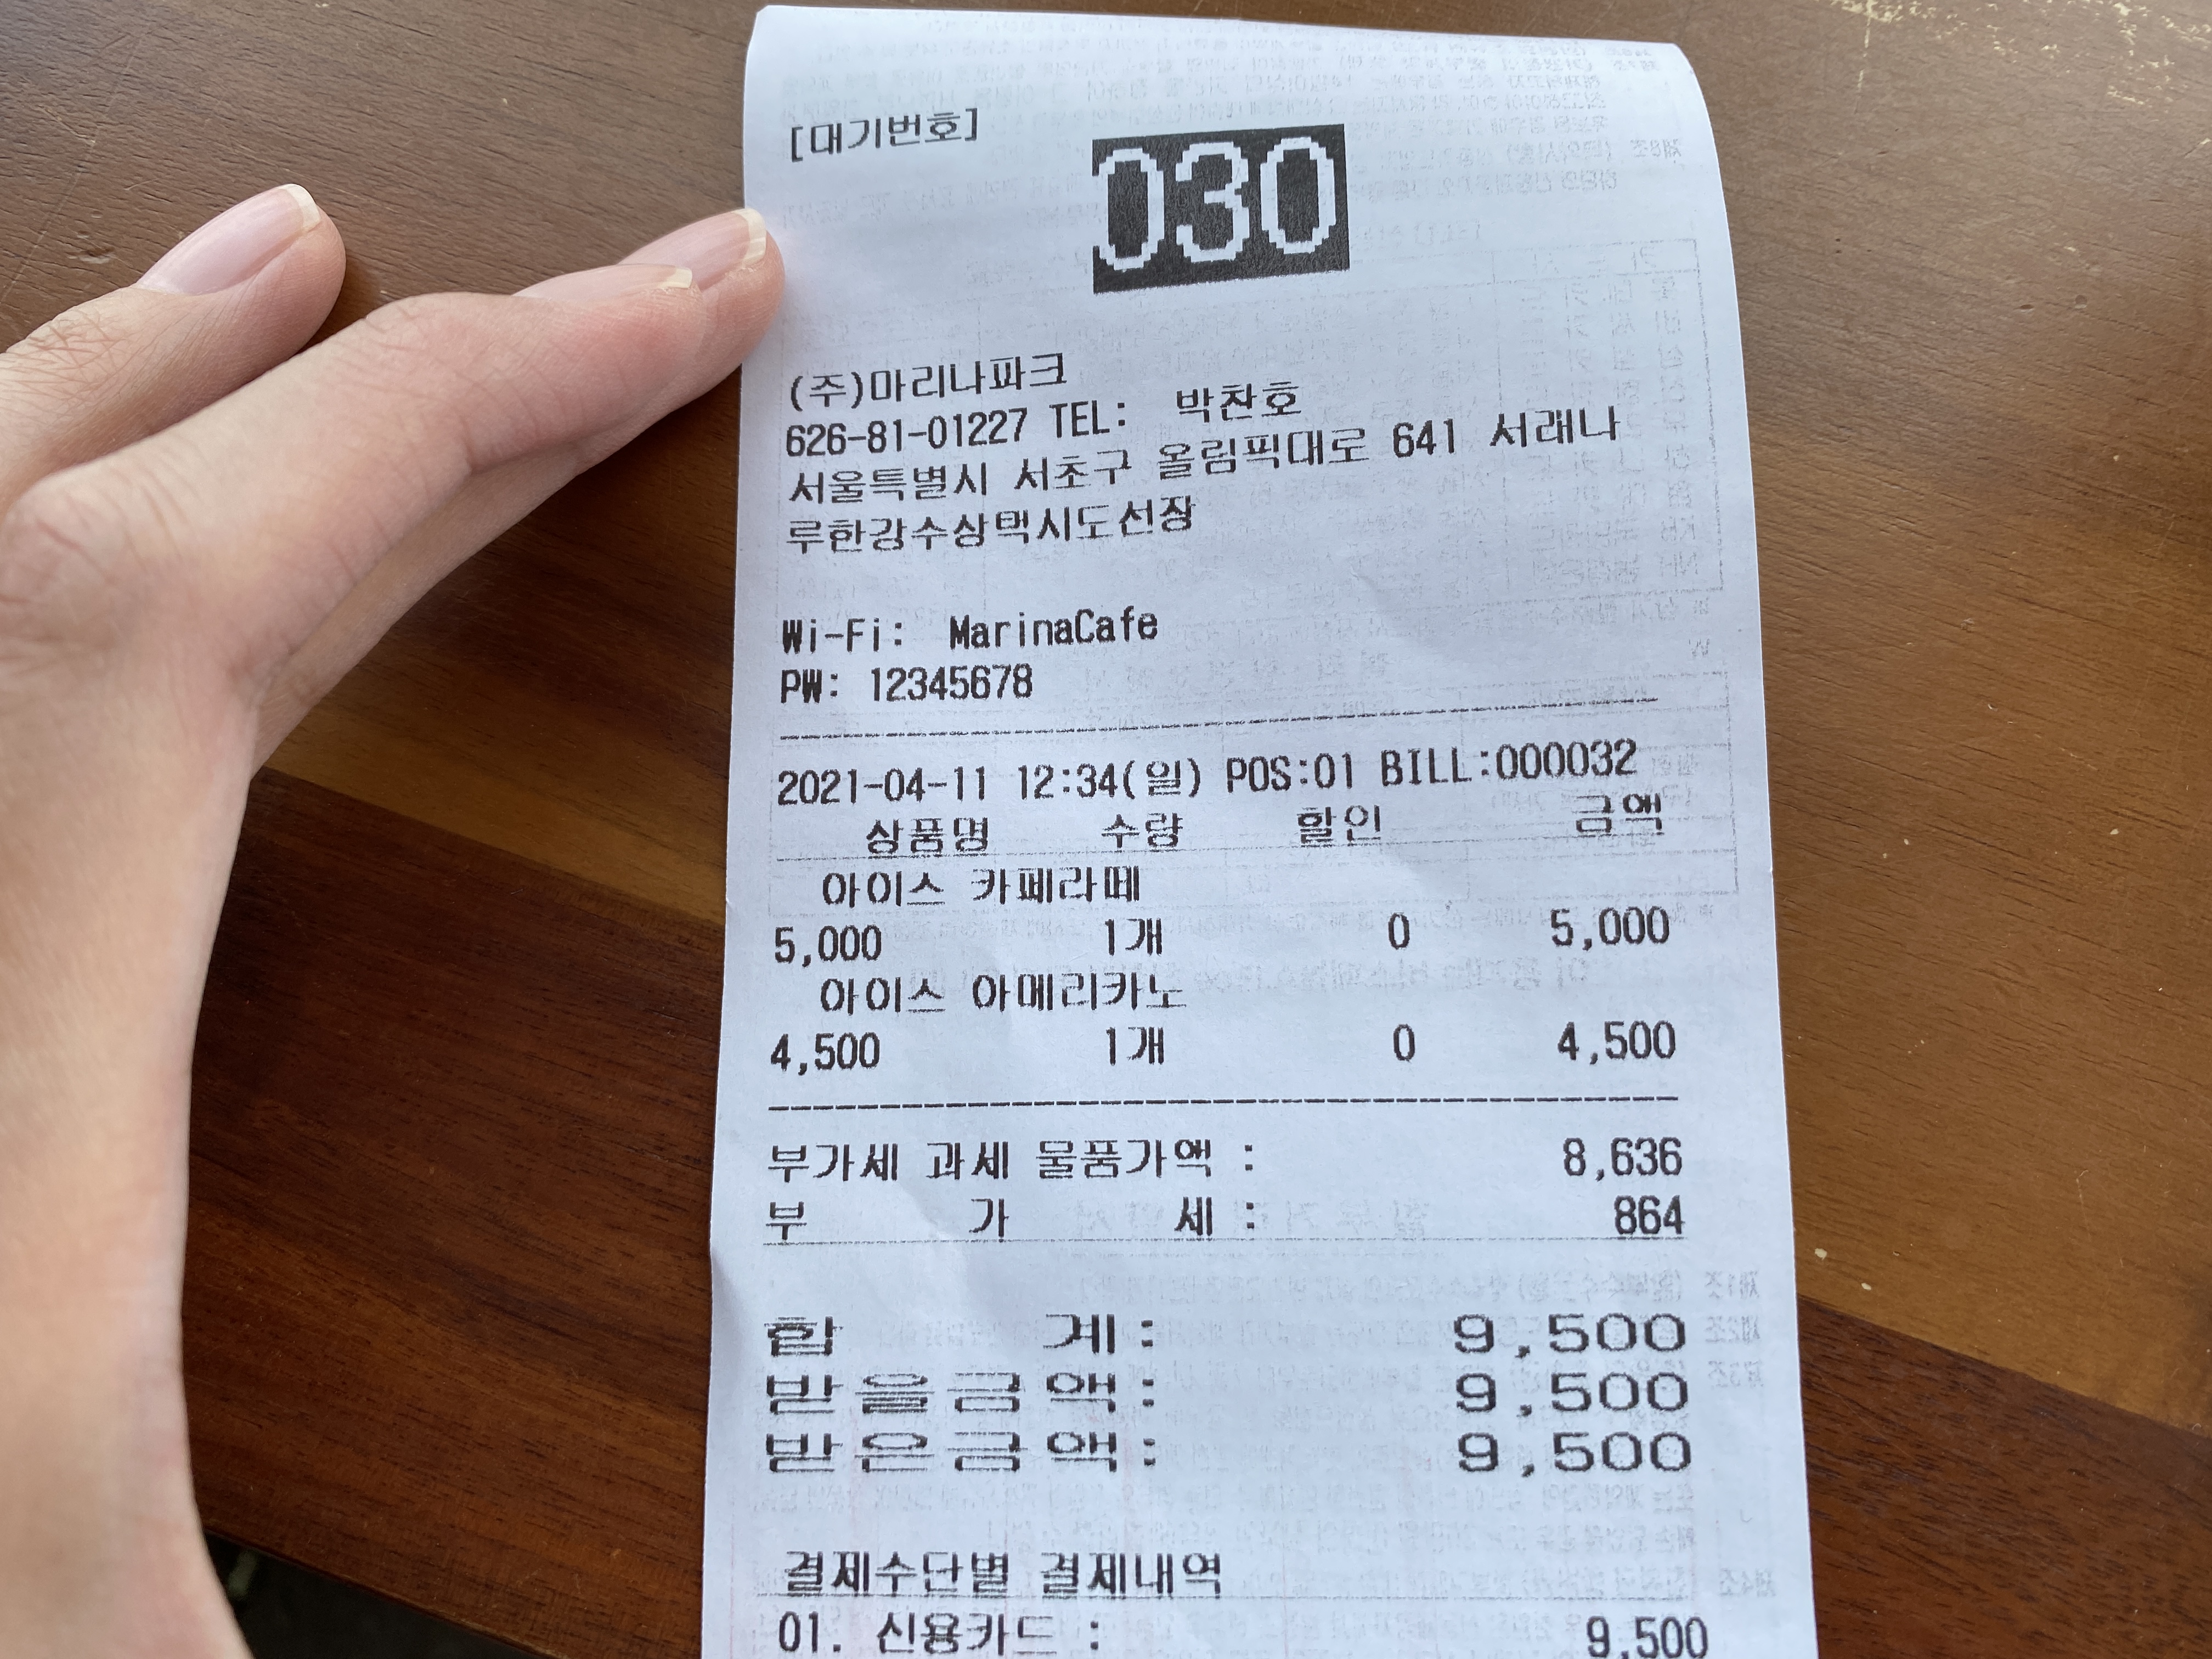 [대기번호]
030
(주)마리나파크
626-81-01227 TEL: 박찬호
서울특별시 서초구 올림픽대로 641 서래나
루한강수상택시도선장
Wi-Fi: MarinaCafe
PW: 12345678
2021-04-11 12:34(일) POS:01 BILL:000032
상품명 수량 할인 금액
아이스 카페라떼
5,000 1개 0 5,000
아이스 아메리카노
4,500 1개 0 4,500
부가세 과세 물품가액 : 8,636
부 가 세 : 864
합 계: 9,500
받을금액: 9,500
받은금액: 9,500
결제수단별 결제내역
01. 신용카드 : 9,500